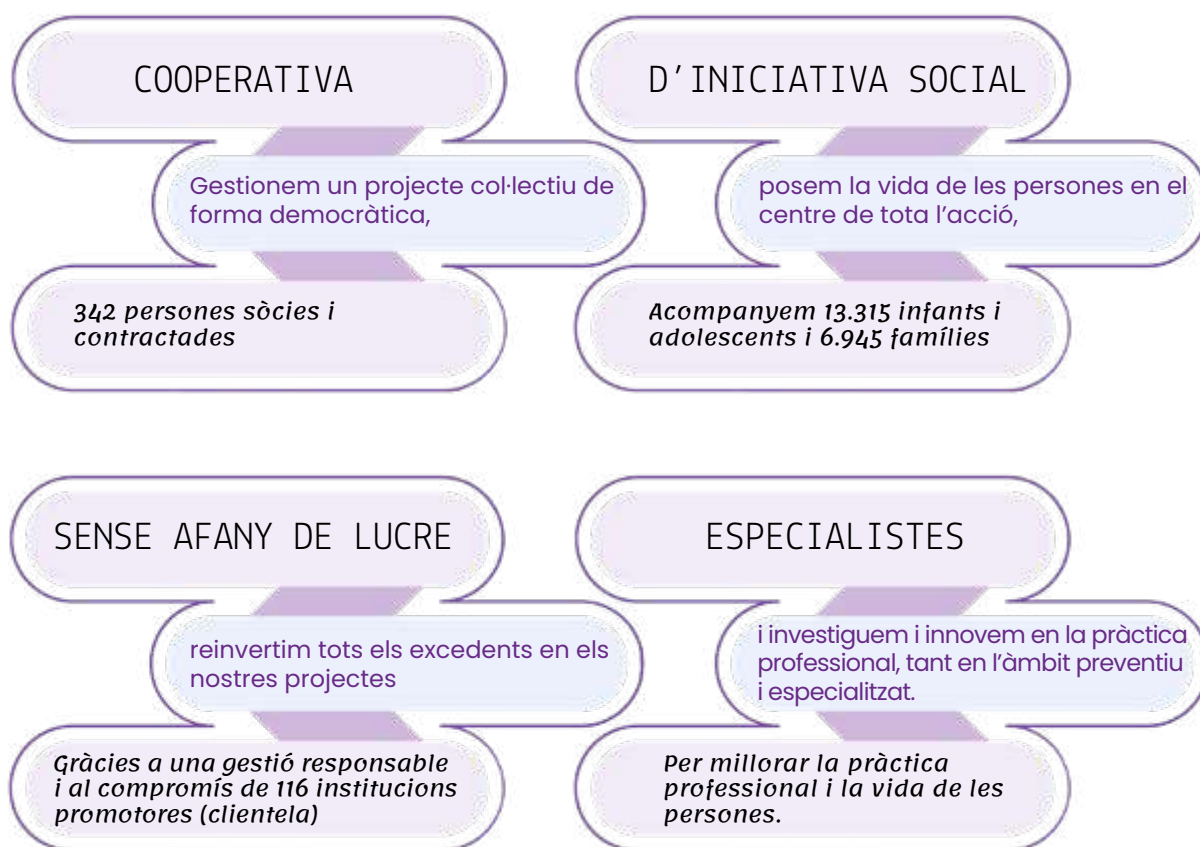 COOPERATIVA
Gestionem un projecte col·lectiu de
forma democràtica,
342 persones sòcies i
contractades
D'INICIATIVA SOCIAL
posem la vida de les persones en el
centre de tota l'acció,
Acompanyem 13.315 infants i
adolescents i 6.945 famílies
SENSE AFANY DE LUCRE
reinvertim tots els excedents en els
nostres projectes
Gràcies a una gestió responsable
i al compromís de 116 institucions
promotores (clientela)
ESPECIALISTES
i investiguem i innovem en la pràctica
professional, tant en l'àmbit preventiu
i especialitzat.
Per millorar la pràctica
professional i la vida de les
persones.